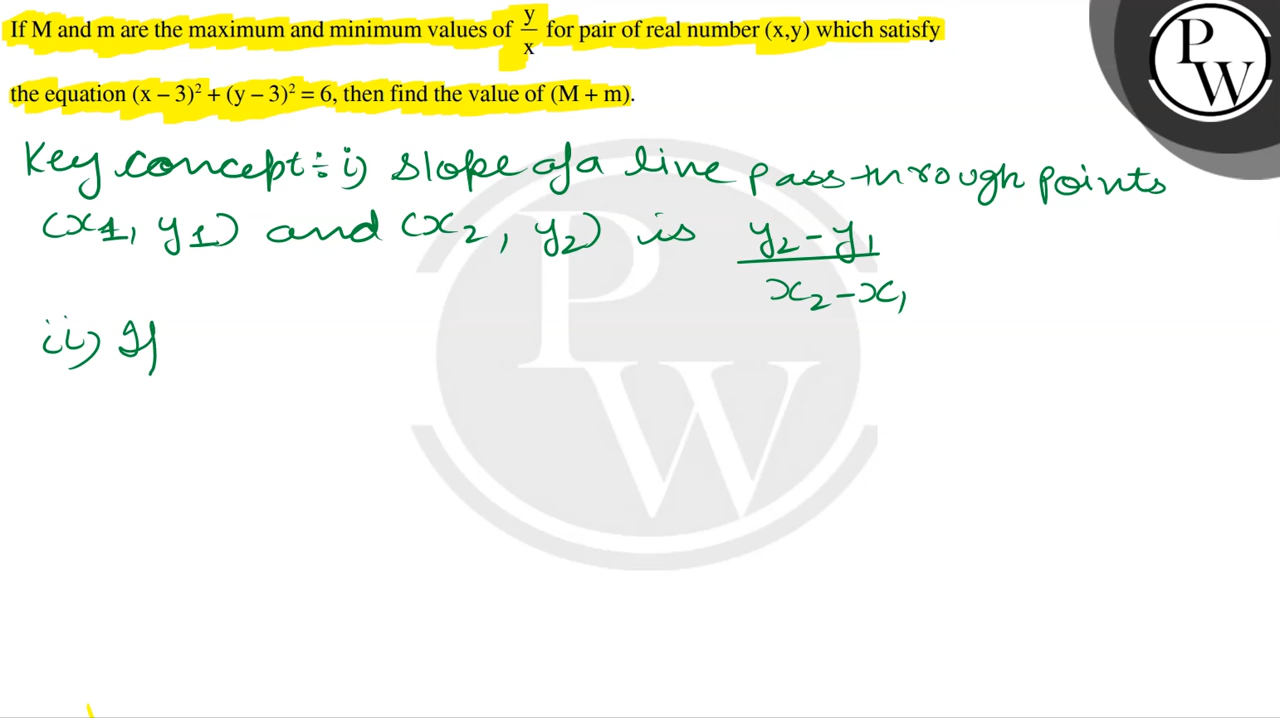 If M and m are the maximum and minimum values of y/x for pair of real number (x,y) which satisfy
the equation (x – 3)² + (y – 3)² = 6, then find the value of (M + m).
Key concept : i) slope of a line pass through points
(x1, y1) and (x2, y2) is y2 - y1 / x2 - x1
ii) If
PW
PW